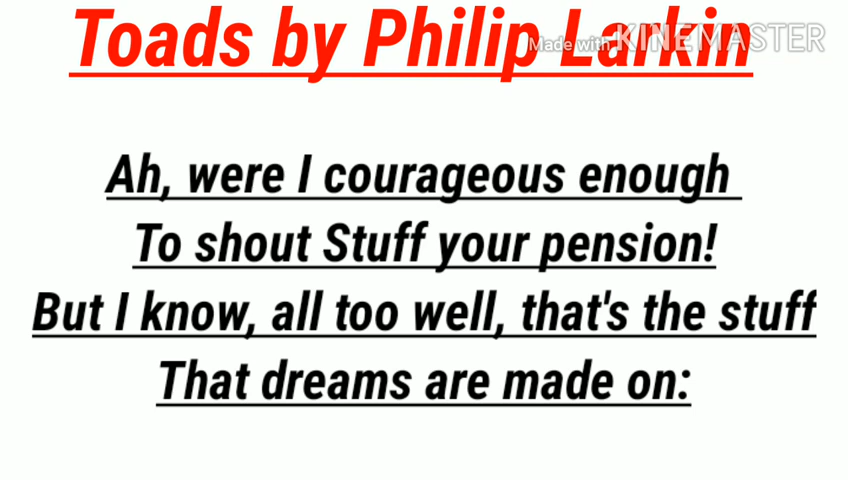 Toads by Philip Larkin
Made with KINEMASTER
Ah, were I courageous enough
To shout Stuff your pension!
But I know, all too well, that's the stuff
That dreams are made on: